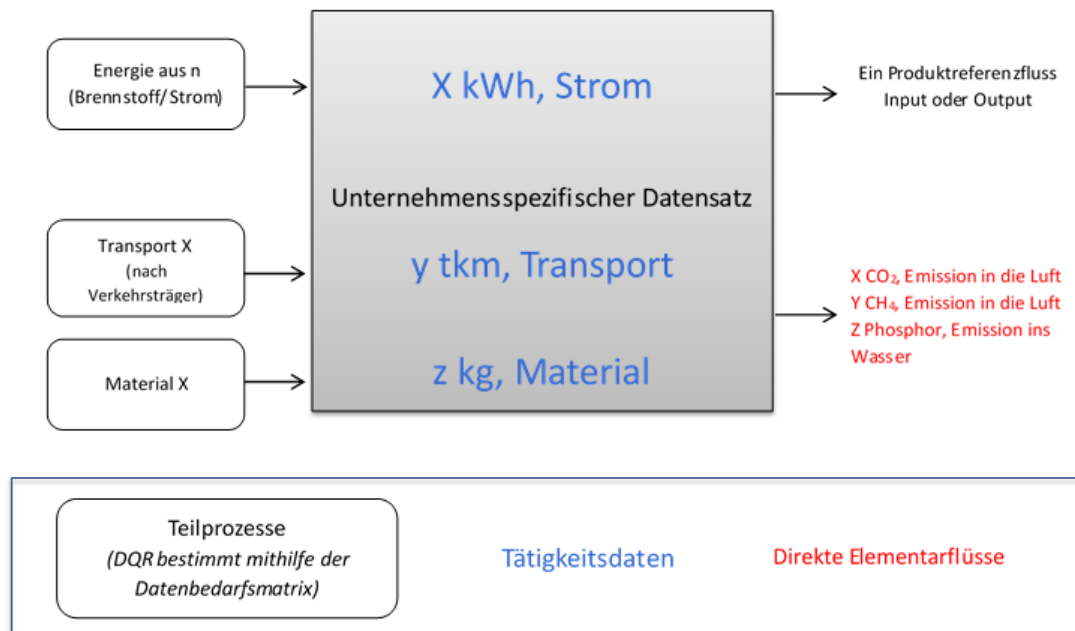 Energie aus n
(Brennstoff/Strom)
X kWh, Strom
Ein Produktreferenzfluss
Input oder Output
Unternehmensspezifischer Datensatz
Transport X
(nach
Verkehrsträger)
y tkm, Transport
X CO₂, Emission in die Luft
Y CH₄, Emission in die Luft
Z Phosphor, Emission ins
Wasser
Material X
z kg, Material
Teilprozesse
(DQR bestimmt mithilfe der
Datenbedarfsmatrix)
Tätigkeitsdaten
Direkte Elementarflüsse